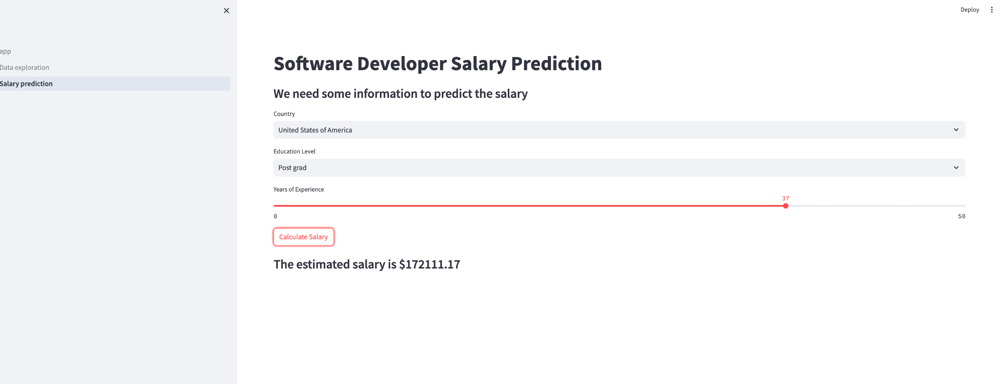 Deploy
app
Data exploration
Salary prediction
Software Developer Salary Prediction
We need some information to predict the salary
Country
United States of America
Education Level
Post grad
Years of Experience
37
0 50
Calculate Salary
The estimated salary is $172111.17